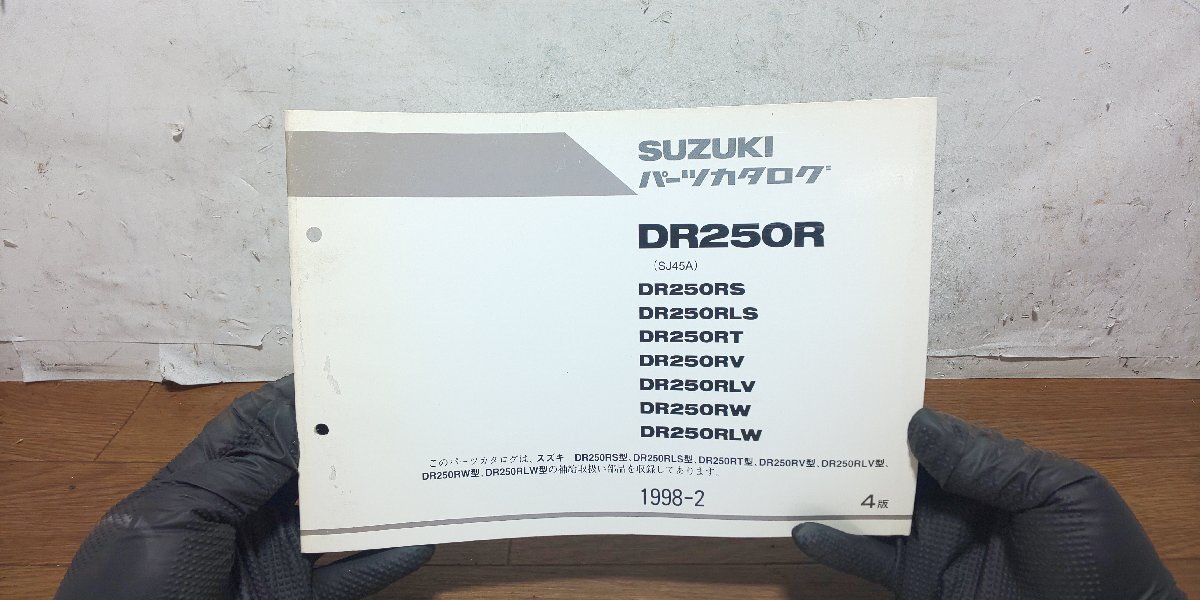 SUZUKI
パーツカタログ
DR250R
(SJ45A)
DR250RS
DR250RLS
DR250RT
DR250RV
DR250RLV
DR250RW
DR250RLW
このパーツカタログは、スズキ DR250RS型、DR250RLS型、DR250RT型、DR250RV型、DR250RLV型、
DR250RW型、DR250RLW型の補給取扱い部品を収録してあります。
1998-2
4版